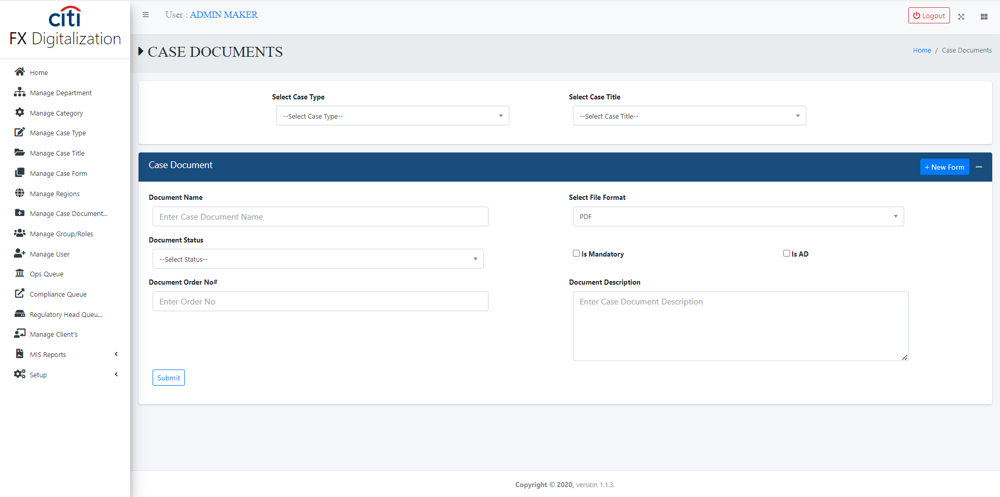 citi
FX Digitalization
Home
Manage Department
Manage Category
Manage Case Type
Manage Case Title
Manage Case Form
Manage Regions
Manage Case Document...
Manage Group/Roles
Manage User
Ops Queue
Compliance Queue
Regulatory Head Queu...
Manage Client's
MIS Reports
Setup
User : ADMIN MAKER
Logout
CASE DOCUMENTS
Home / Case Documents
Select Case Type
--Select Case Type--
Select Case Title
--Select Case Title--
Case Document
+ New Form
Document Name
Enter Case Document Name
Select File Format
PDF
Document Status
--Select Status--
Is Mandatory
Is AD
Document Order No#
Enter Order No
Document Description
Enter Case Document Description
Submit
Copyright © 2020, version 1.1.3.